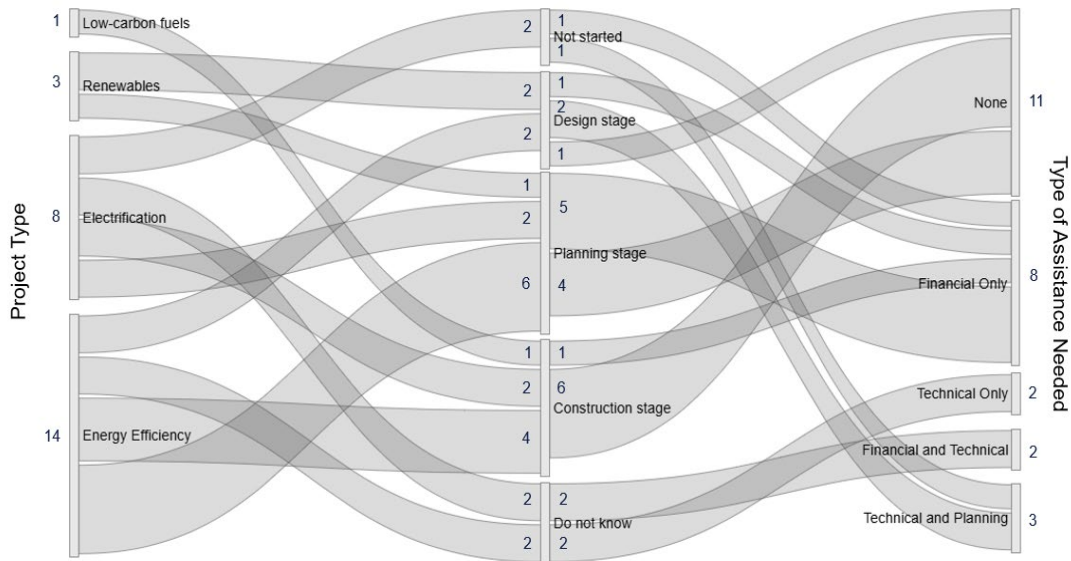 Project Type
1
Low-carbon fuels
3
Renewables
8
Electrification
14
Energy Efficiency
2
1
Not started
1
2
1
2
Design stage
2
1
1
5
2
Planning stage
6
4
1
1
2
6
Construction stage
4
2
2
Do not know
2
2
None
11
Financial Only
8
Technical Only
2
Financial and Technical
2
Technical and Planning
3
Type of Assistance Needed